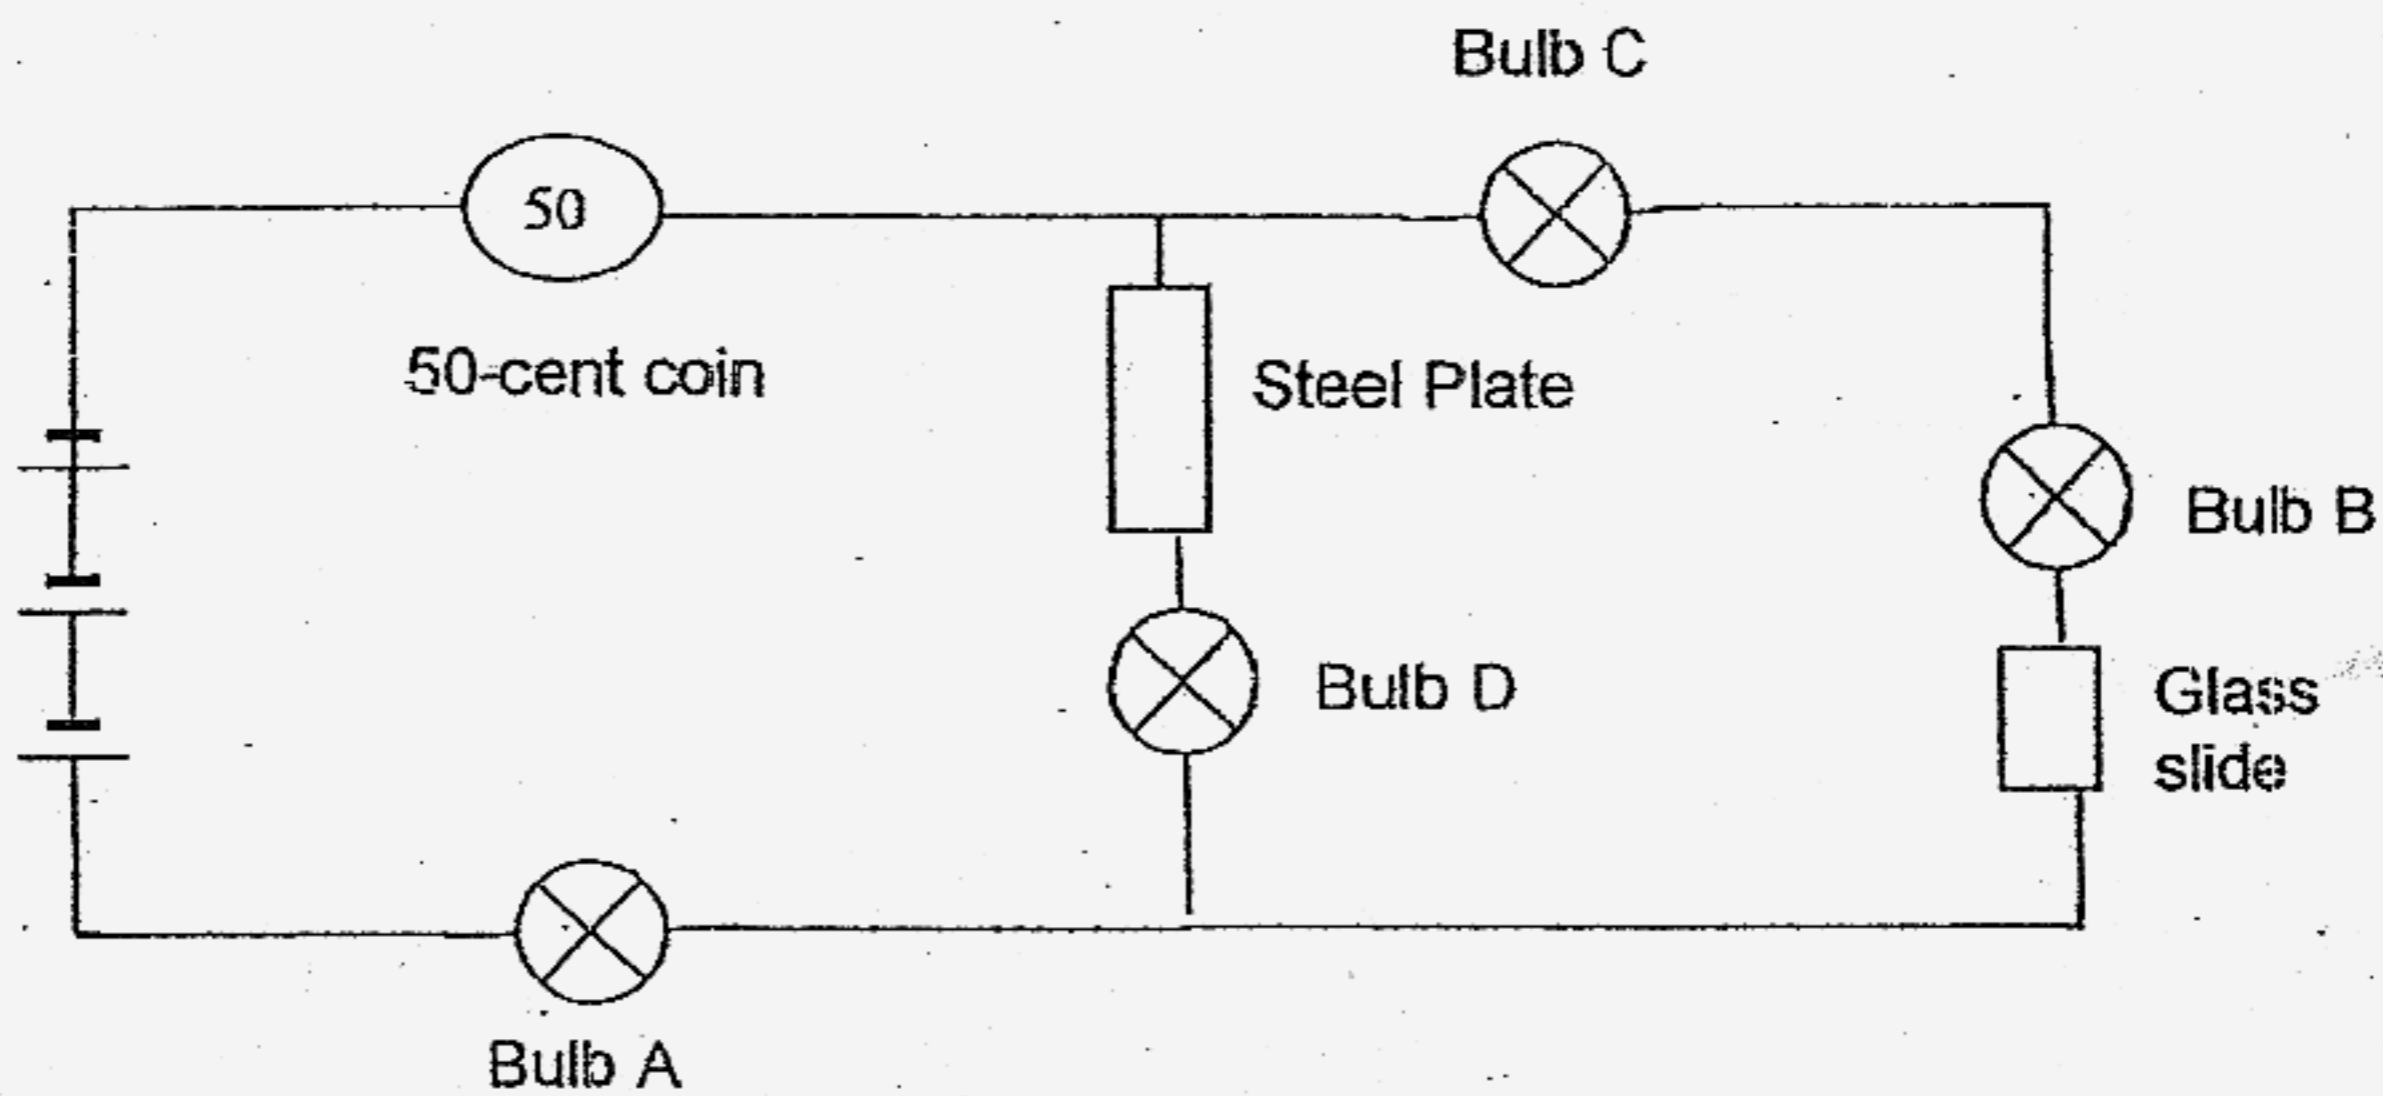 Bulb C
50
50-cent coin
Steel Plate
Bulb B
Bulb D
Glass
slide
Bulb A